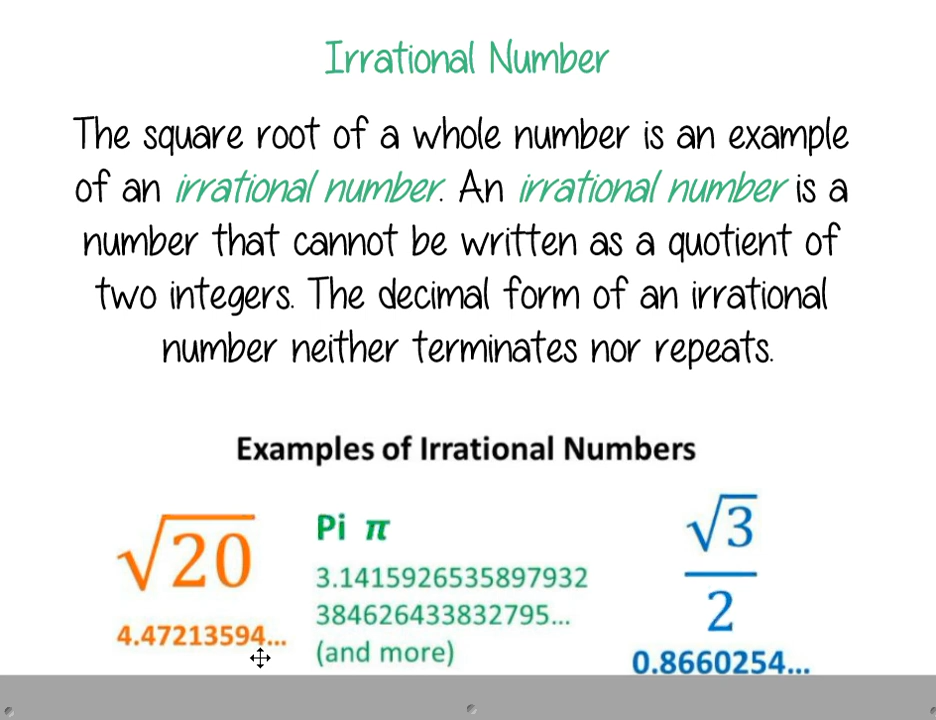 Irrational Number
The square root of a whole number is an example
of an irrational number. An irrational number is a
number that cannot be written as a quotient of
two integers. The decimal form of an irrational
number neither terminates nor repeats.
Examples of Irrational Numbers
√20
4.47213594...
Pi π
3.1415926535897932
384626433832795...
(and more)
√3
2
0.8660254...